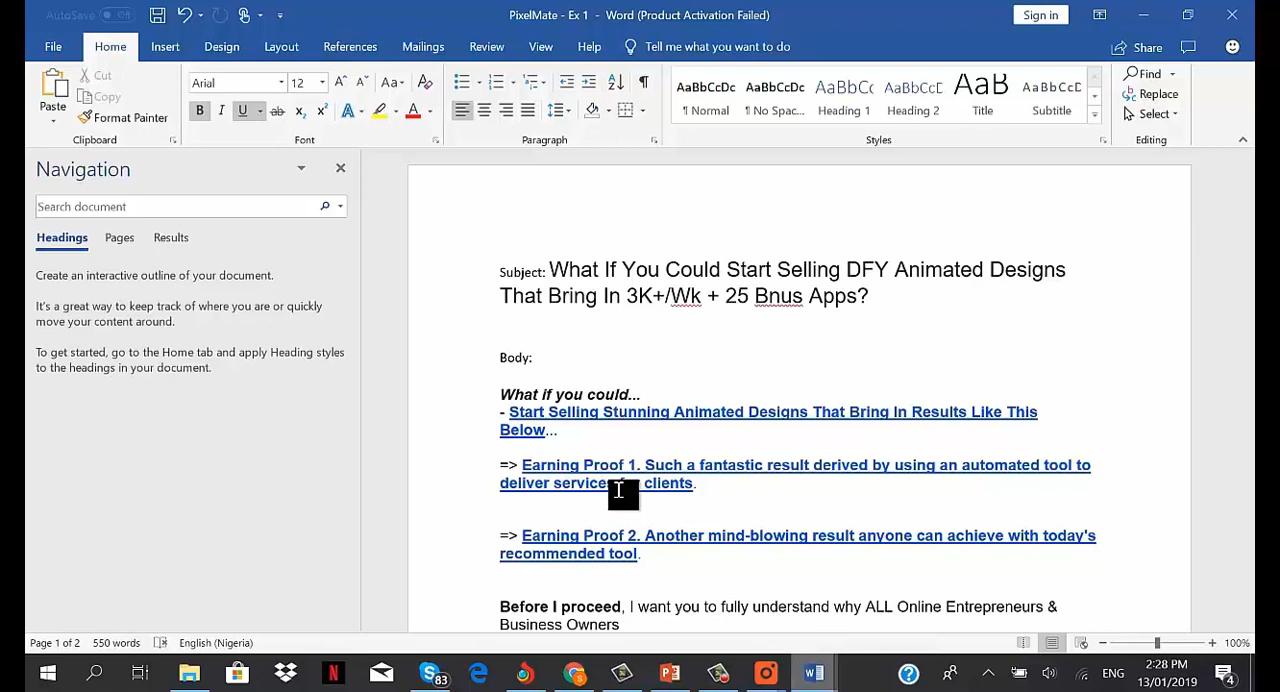 AutoSave Off
PixelMate - Ex 1 - Word (Product Activation Failed)
Sign in
File Home Insert Design Layout References Mailings Review View Help Tell me what you want to do Share
Paste
Cut
Copy
Format Painter
Clipboard
Arial 12
Font
Paragraph
AaBbCcDc AaBbCcDc AaBbCc AaBbCcC AaB AaBbCcC
¶ Normal ¶ No Spac... Heading 1 Heading 2 Title Subtitle
Styles
Find
Replace
Select
Editing
Navigation
Search document
Headings Pages Results
Create an interactive outline of your document.
It's a great way to keep track of where you are or quickly
move your content around.
To get started, go to the Home tab and apply Heading styles
to the headings in your document.
Subject: What If You Could Start Selling DFY Animated Designs
That Bring In 3K+/Wk + 25 Bnus Apps?
Body:
What if you could...
- Start Selling Stunning Animated Designs That Bring In Results Like This
Below...
=> Earning Proof 1. Such a fantastic result derived by using an automated tool to
deliver services clients.
=> Earning Proof 2. Another mind-blowing result anyone can achieve with today's
recommended tool.
Before I proceed, I want you to fully understand why ALL Online Entrepreneurs &
Business Owners
Page 1 of 2 550 words English (Nigeria) 100%
83
ENG
2:28 PM
13/01/2019
4